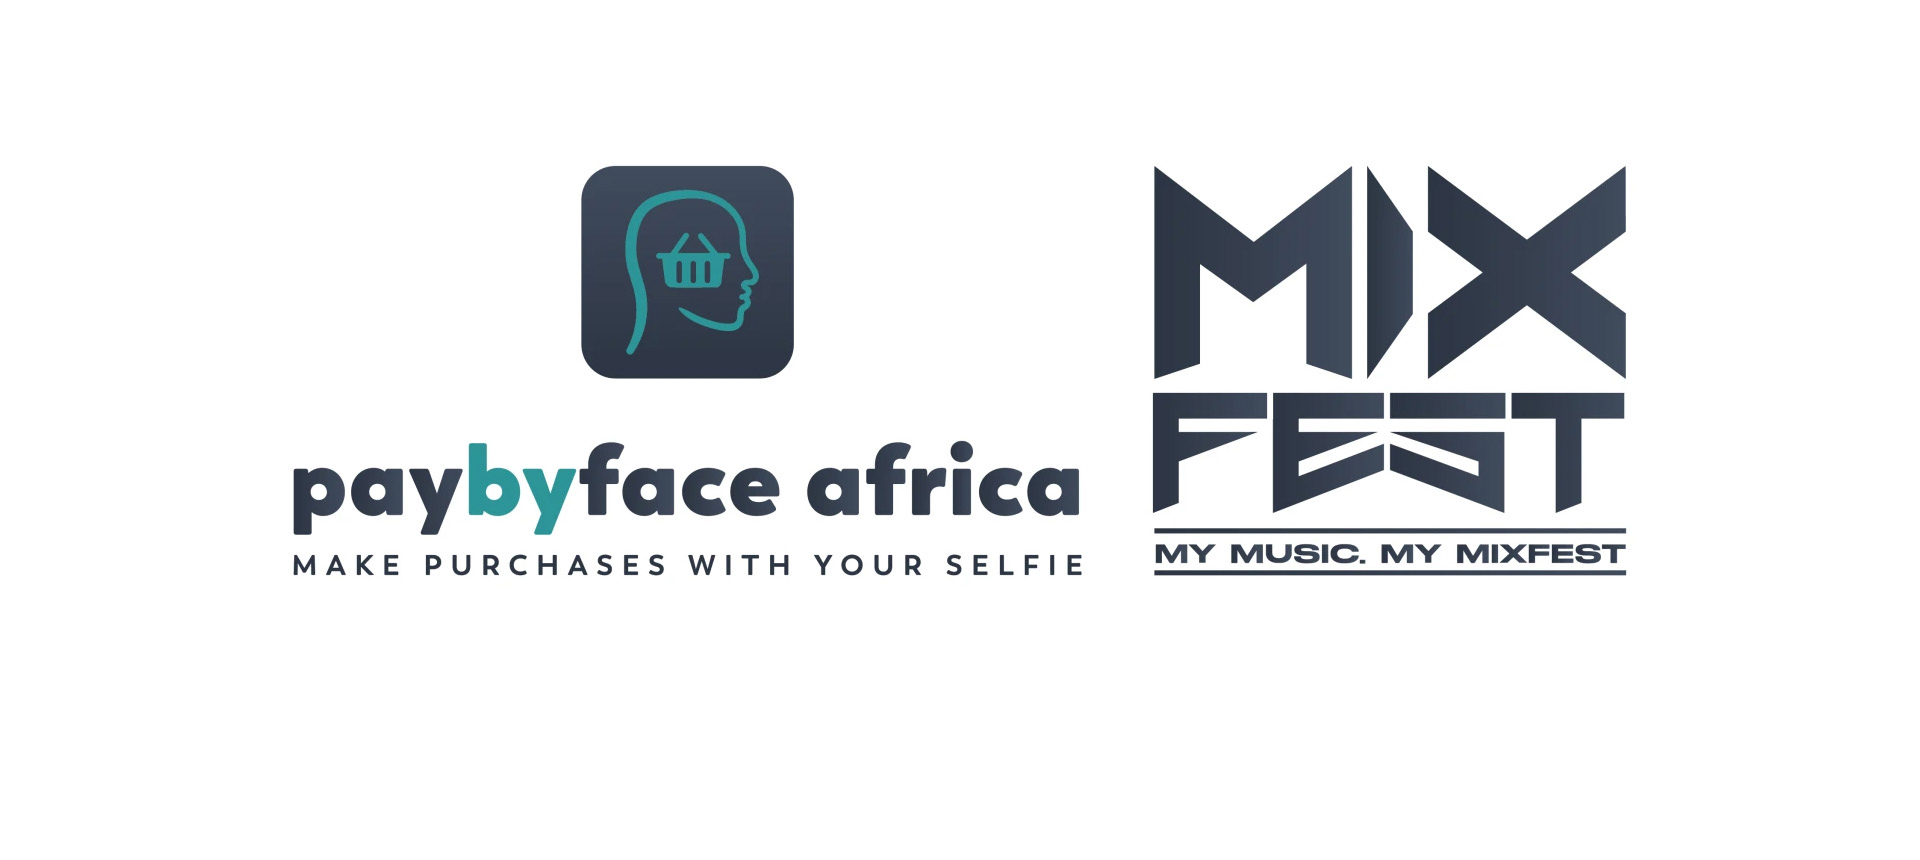 paybyface africa
MAKE PURCHASES WITH YOUR SELFIE
MIX
FEST
MY MUSIC. MY MIXFEST